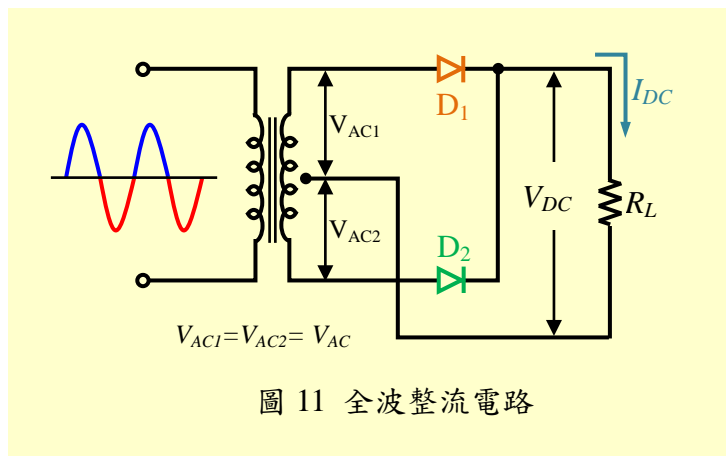 D₁
I_DC
V_AC1
V_DC
R_L
V_AC2
D₂
V_AC1=V_AC2= V_AC
圖 11 全波整流電路